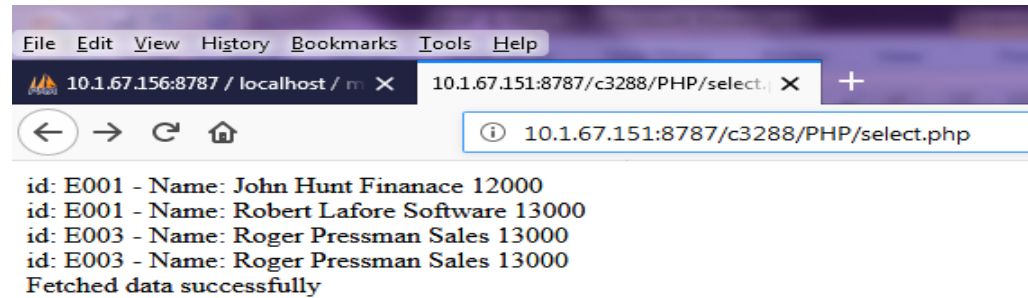 File Edit View History Bookmarks Tools Help
10.1.67.156:8787 / localhost / m 10.1.67.151:8787/c3288/PHP/select.
10.1.67.151:8787/c3288/PHP/select.php
id: E001 - Name: John Hunt Finanace 12000
id: E001 - Name: Robert Lafore Software 13000
id: E003 - Name: Roger Pressman Sales 13000
id: E003 - Name: Roger Pressman Sales 13000
Fetched data successfully